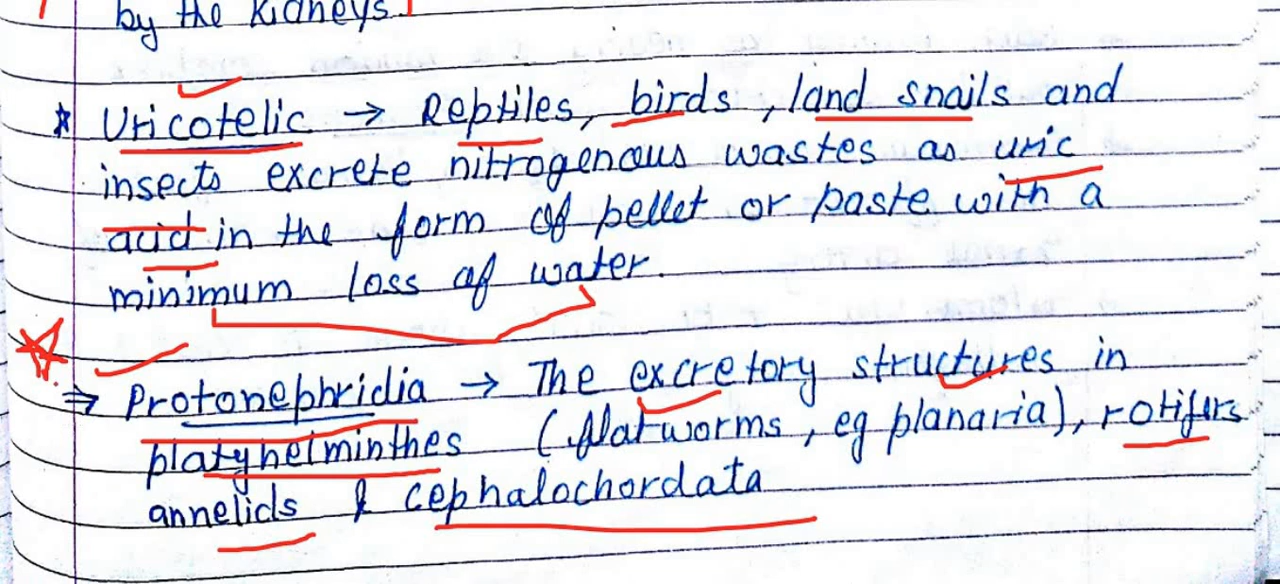 by the kidneys
* Uricotelic → Reptiles, birds, land snails and
insects excrete nitrogenous wastes as uric
acid in the form of pellet or paste with a
minimum loss of water.
⇒ Protonephridia → The excretory structures in
platyhelminthes (flatworms, eg planaria), rotifers
annelids & cephalochordata